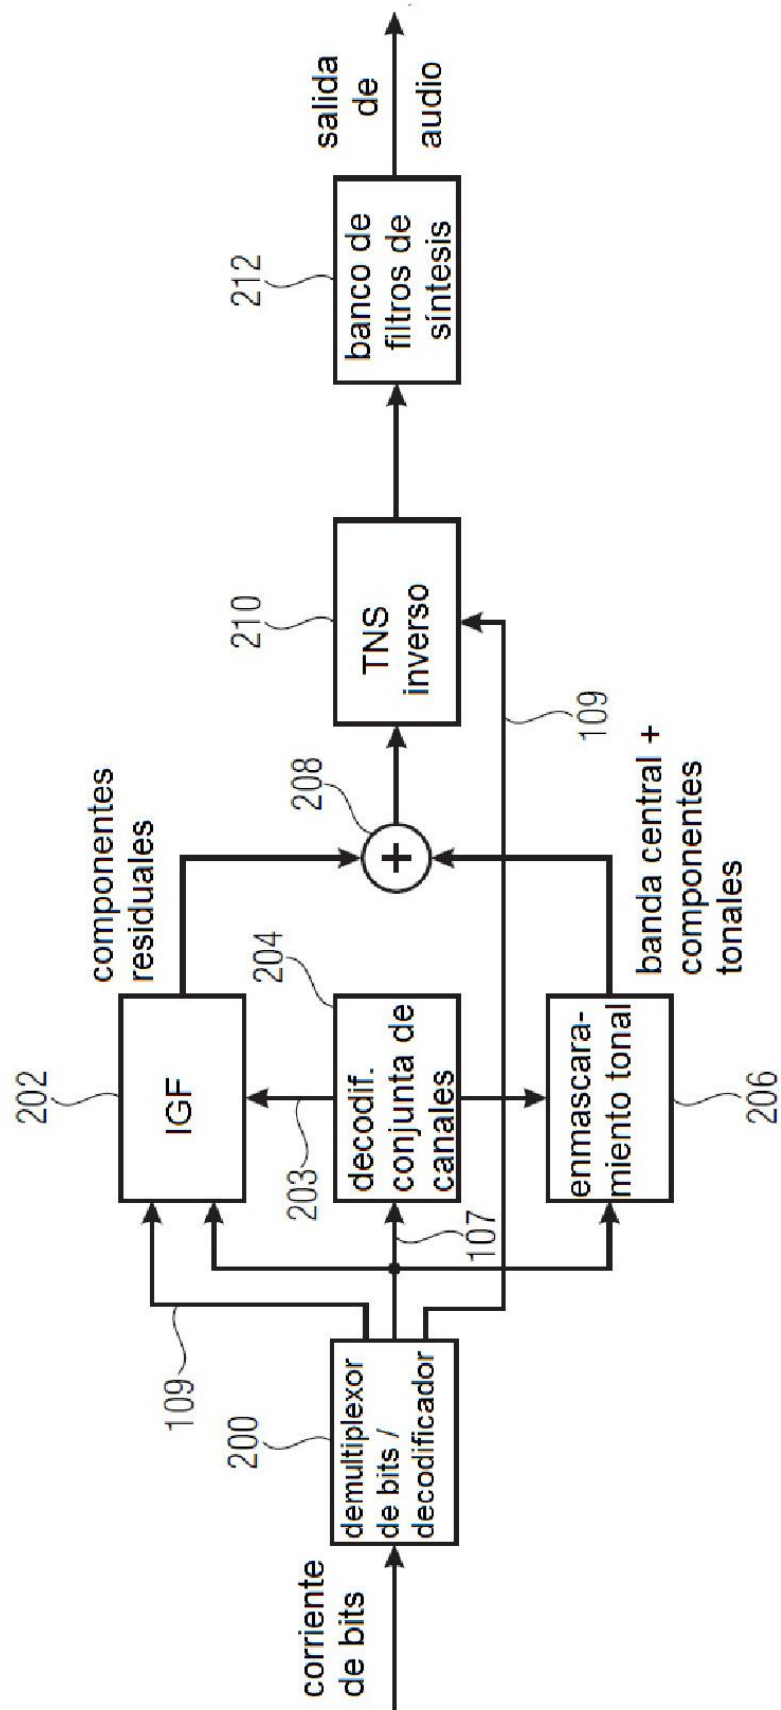 corriente
de bits
200
demultiplexor
de bits /
decodificador
109
107
202
IGF
203
204
decodif.
conjunta de
canales
enmascara-
miento tonal
206
componentes
residuales
208
+
banda central +
componentes
tonales
109
210
TNS
inverso
212
banco de
filtros de
síntesis
salida
de
audio